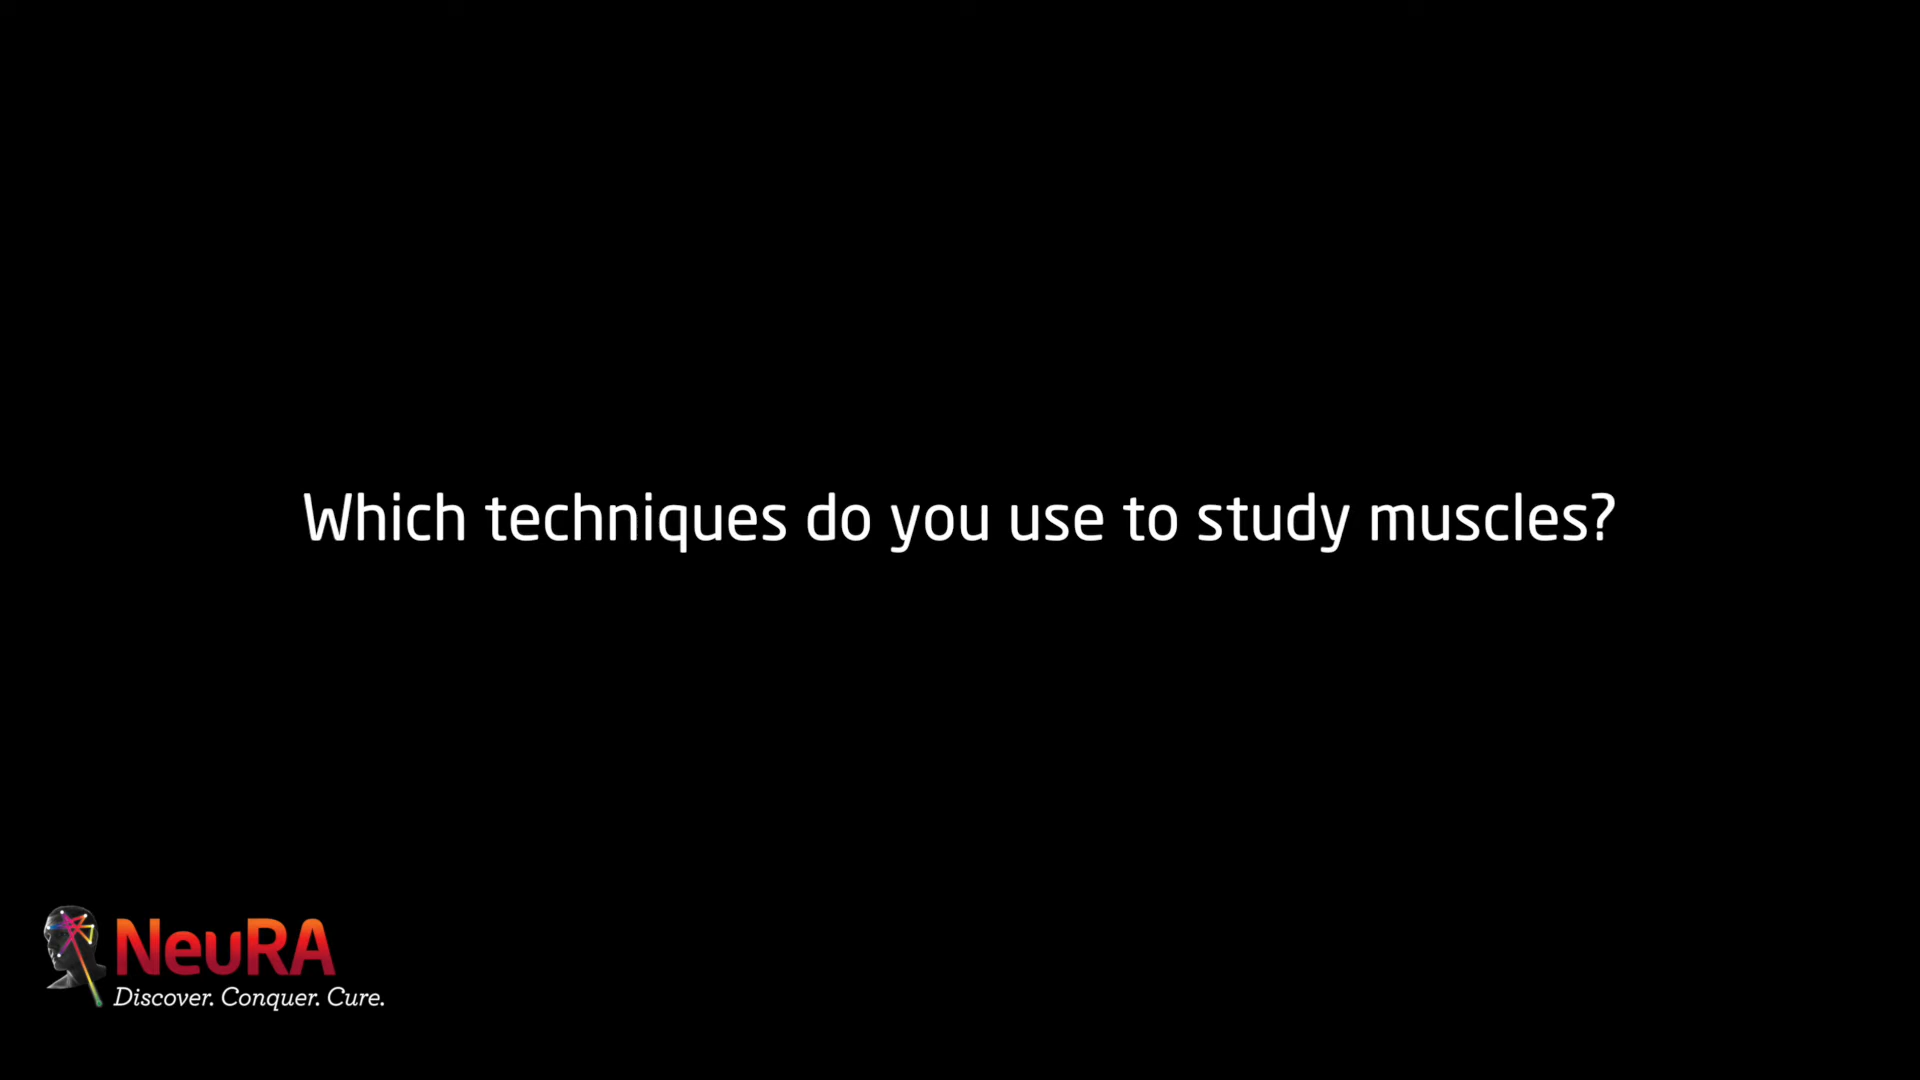 Which techniques do you use to study muscles?
NeuRA
Discover. Conquer. Cure.